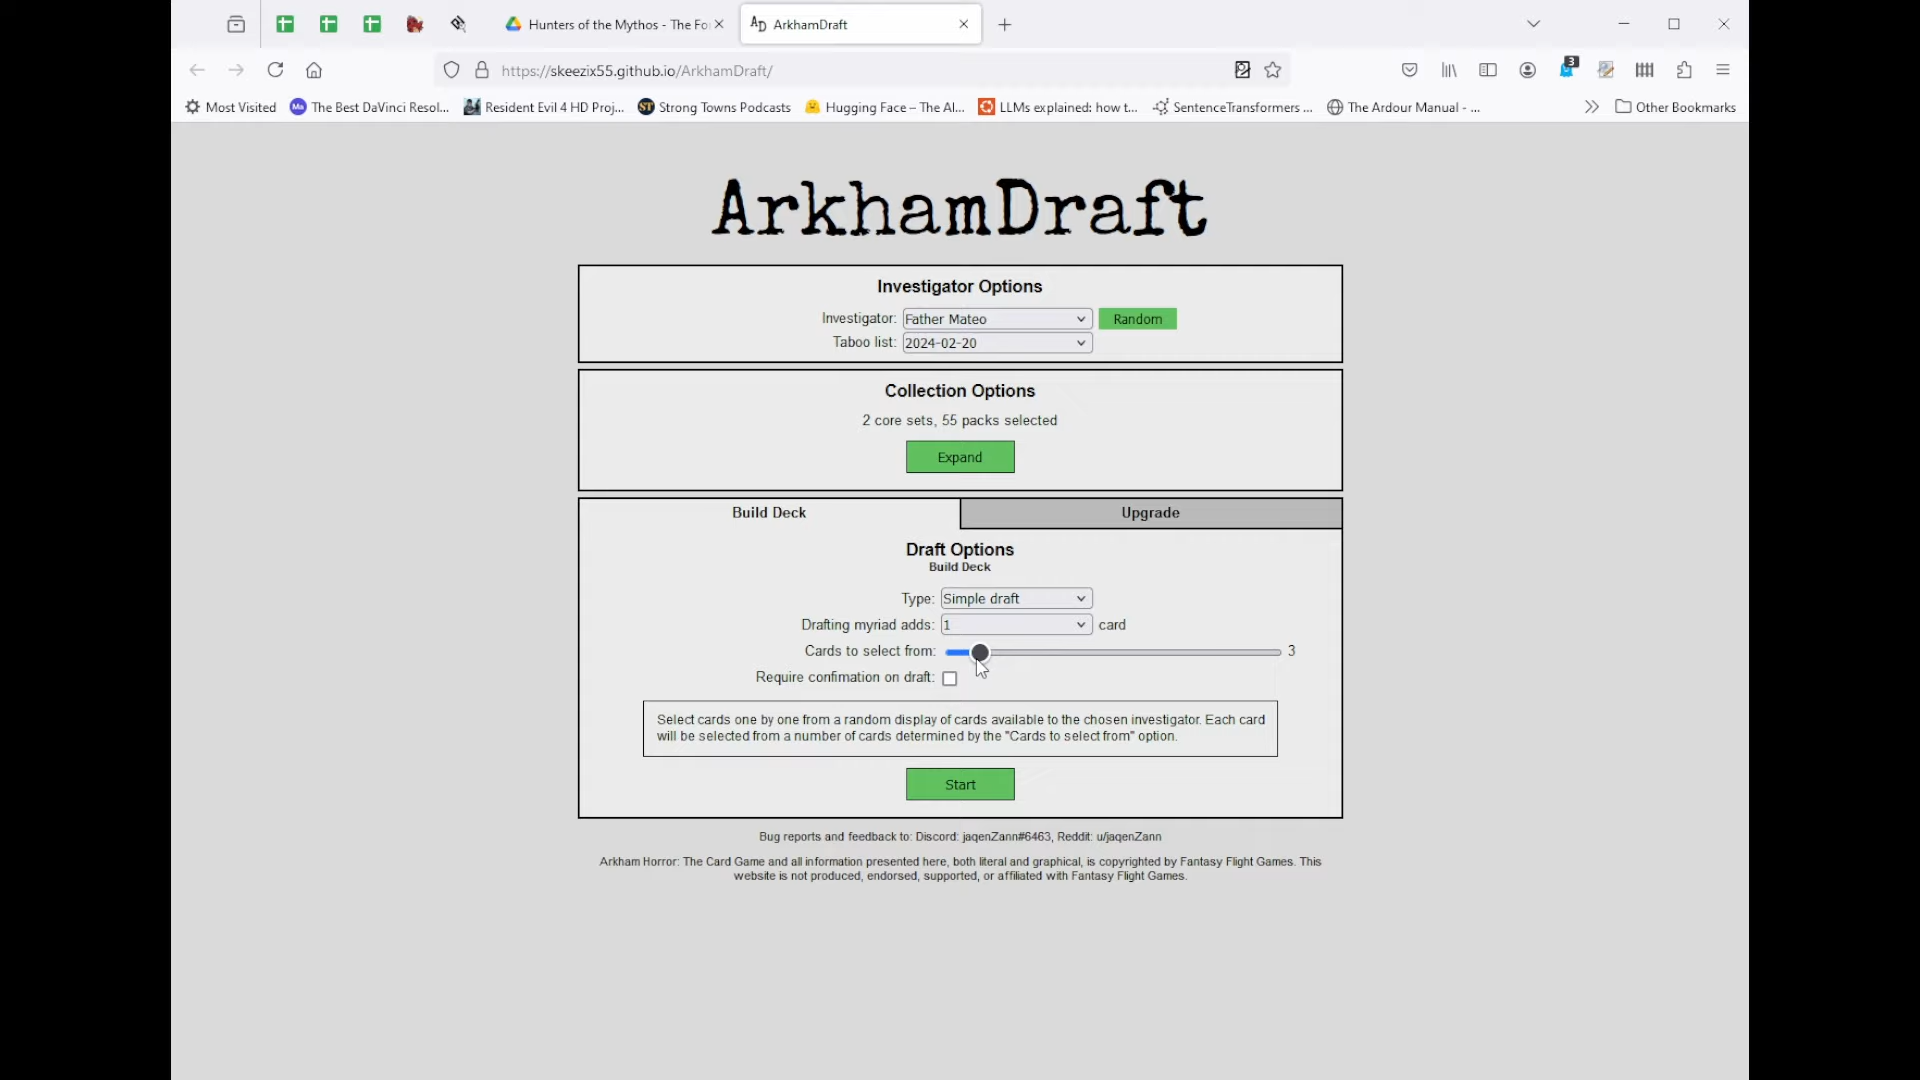 Hunters of the Mythos - The Fo
ArkhamDraft
https://skeezix55.github.io/ArkhamDraft/
3
Most Visited
The Best DaVinci Resol...
Resident Evil 4 HD Proj...
Strong Towns Podcasts
Hugging Face – The AI...
LLMs explained: how t...
SentenceTransformers ...
The Ardour Manual - ...
Other Bookmarks
ArkhamDraft
Investigator Options
Investigator: Father Mateo Random
Taboo list: 2024-02-20
Collection Options
2 core sets, 55 packs selected
Expand
Build Deck Upgrade
Draft Options
Build Deck
Type: Simple draft
Drafting myriad adds: 1 card
Cards to select from: 3
Require confimation on draft:
Select cards one by one from a random display of cards available to the chosen investigator. Each card
will be selected from a number of cards determined by the "Cards to select from" option.
Start
Bug reports and feedback to: Discord: jaqenZann#6463, Reddit: u/jaqenZann
Arkham Horror: The Card Game and all information presented here, both literal and graphical, is copyrighted by Fantasy Flight Games. This
website is not produced, endorsed, supported, or affiliated with Fantasy Flight Games.